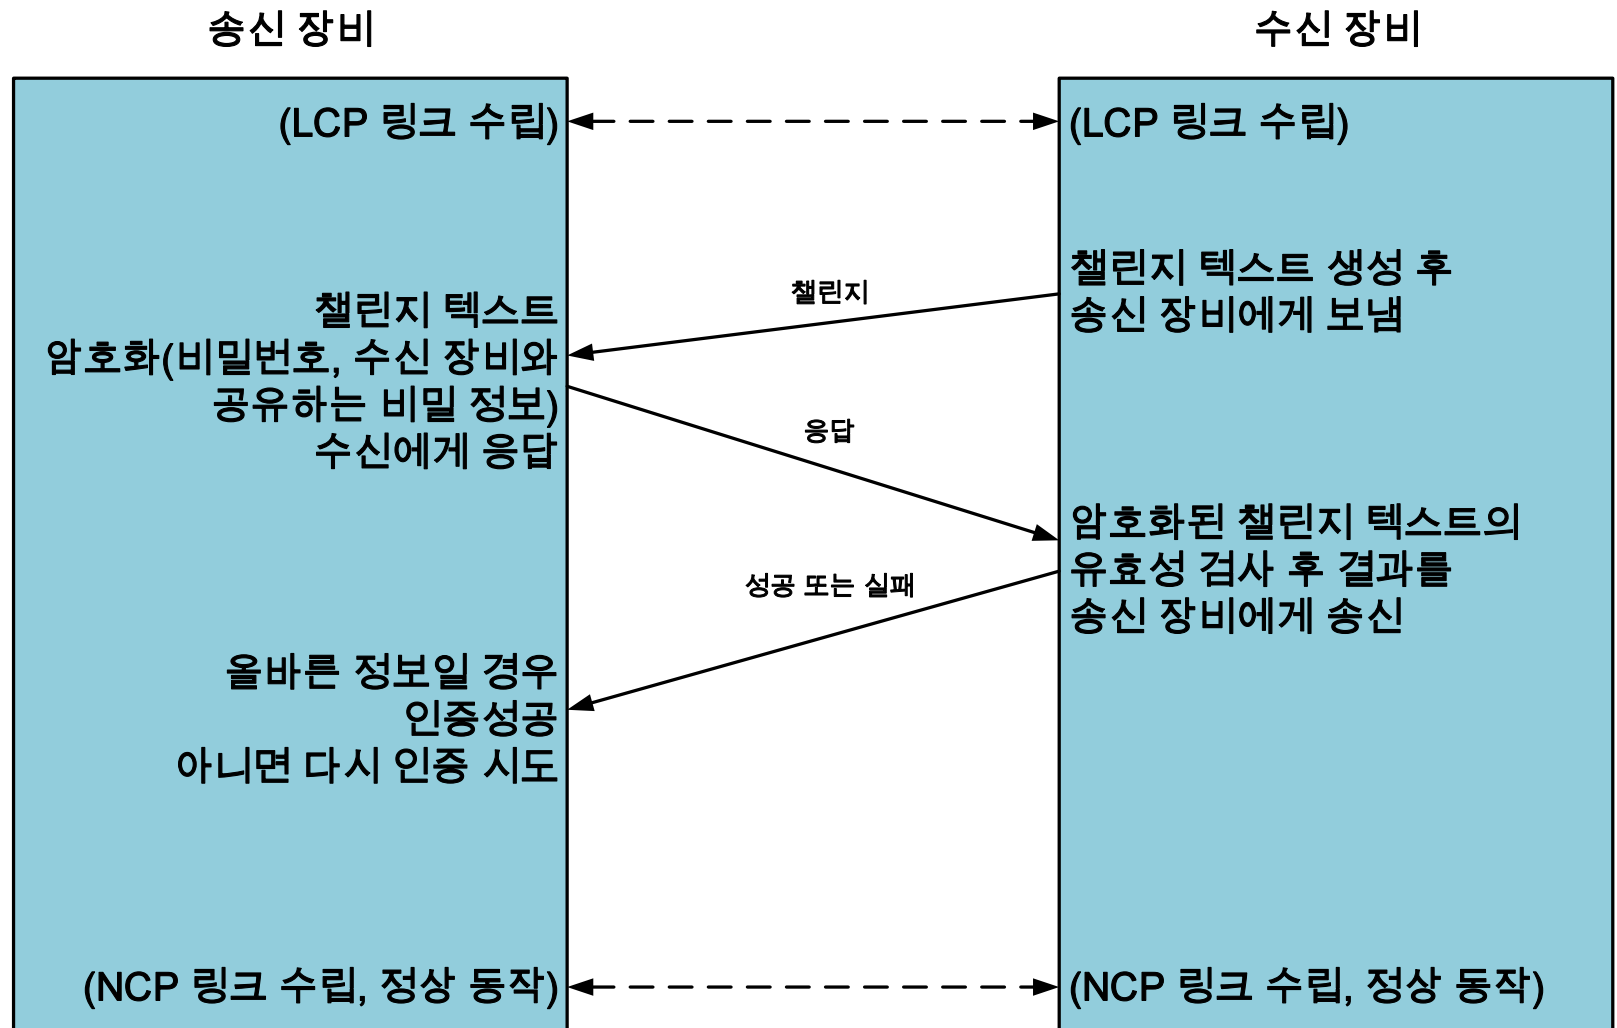 송신 장비
수신 장비
(LCP 링크 수립)
(LCP 링크 수립)
챌린지
챌린지 텍스트 생성 후
송신 장비에게 보냄
챌린지 텍스트
암호화(비밀번호, 수신 장비와
공유하는 비밀 정보)
수신에게 응답
응답
암호화된 챌린지 텍스트의
유효성 검사 후 결과를
송신 장비에게 송신
성공 또는 실패
올바른 정보일 경우
인증성공
아니면 다시 인증 시도
(NCP 링크 수립, 정상 동작)
(NCP 링크 수립, 정상 동작)